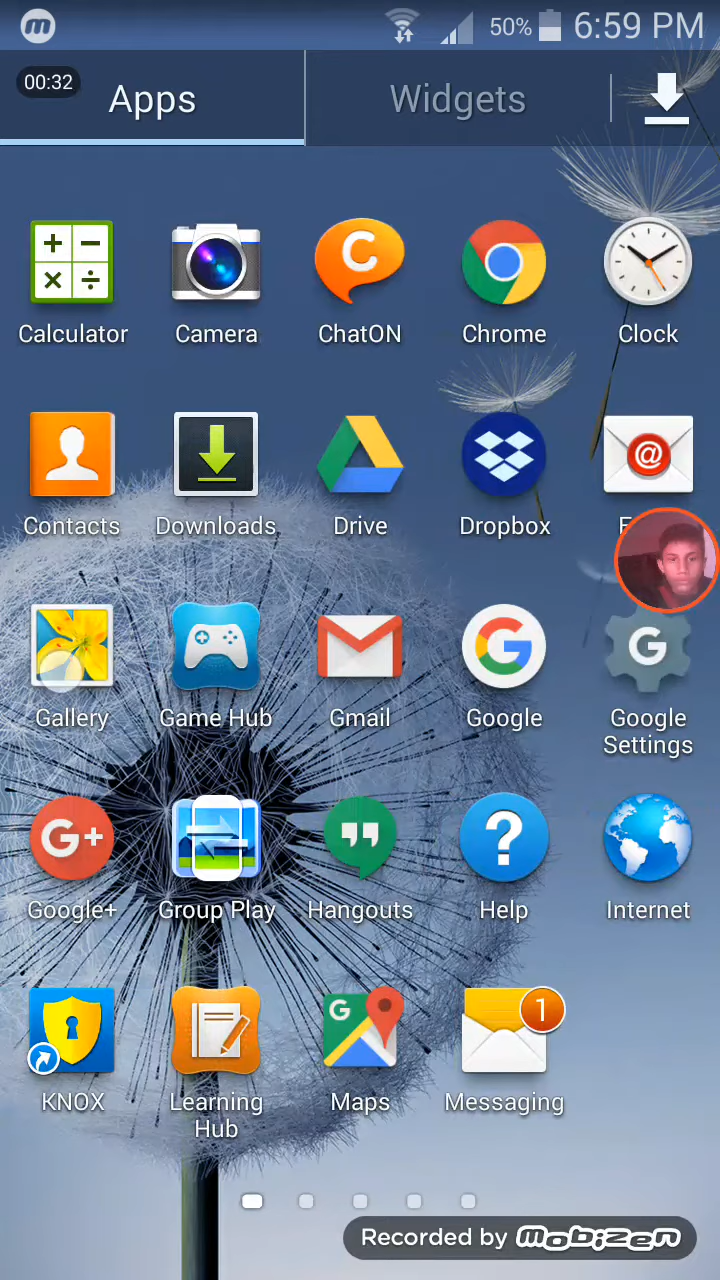 m
50%
6:59 PM
00:32
Apps
Widgets
Calculator
Camera
C
ChatON
Chrome
Clock
Contacts
Downloads
Drive
Dropbox
@
Gallery
Game Hub
Gmail
G
Google
G
Google
Settings
G+
Google+
Group Play
Hangouts
?
Help
Internet
KNOX
Learning
Hub
G
Maps
1
Messaging
Recorded by mobizen